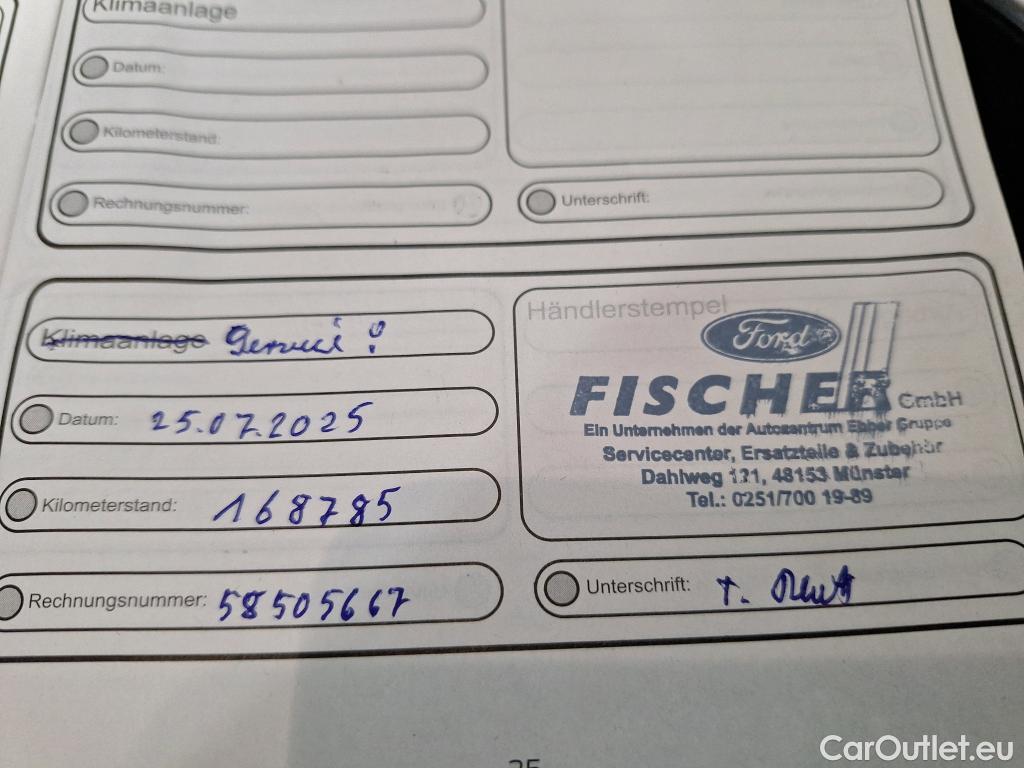 Klimaanlage
Datum:
Kilometerstand:
Rechnungsnummer:
Unterschrift:
Klimaanlage Service !
Händlerstempel
Ford
FISCHER GmbH
Ein Unternehmen der Autozentrum Ebber Gruppe
Servicecenter, Ersatzteile & Zubehör
Dahlweg 121, 48153 Münster
Tel.: 0251/700 19-89
Datum: 25.07.2025
Kilometerstand: 168785
Rechnungsnummer: 58505667
Unterschrift: T.
CarOutlet.eu